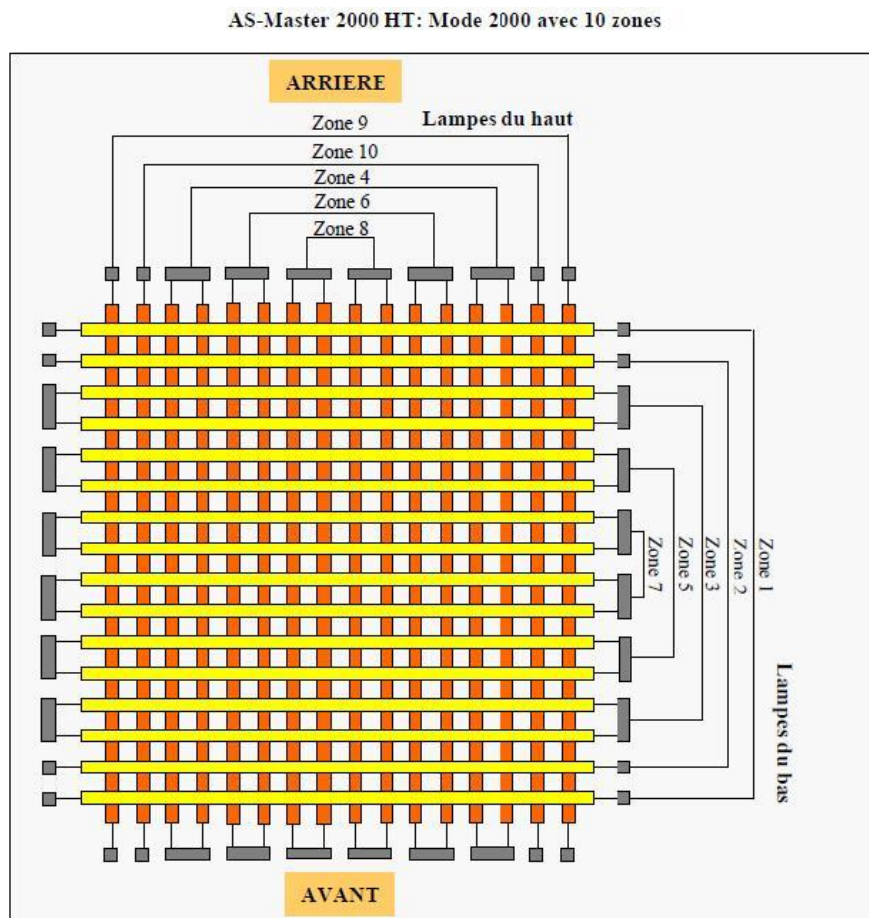 AS-Master 2000 HT: Mode 2000 avec 10 zones
ARRIERE
Lampes du haut
Zone 9
Zone 10
Zone 4
Zone 6
Zone 8
Zone 7
Zone 5
Zone 3
Zone 2
Zone 1
Lampes du bas
AVANT